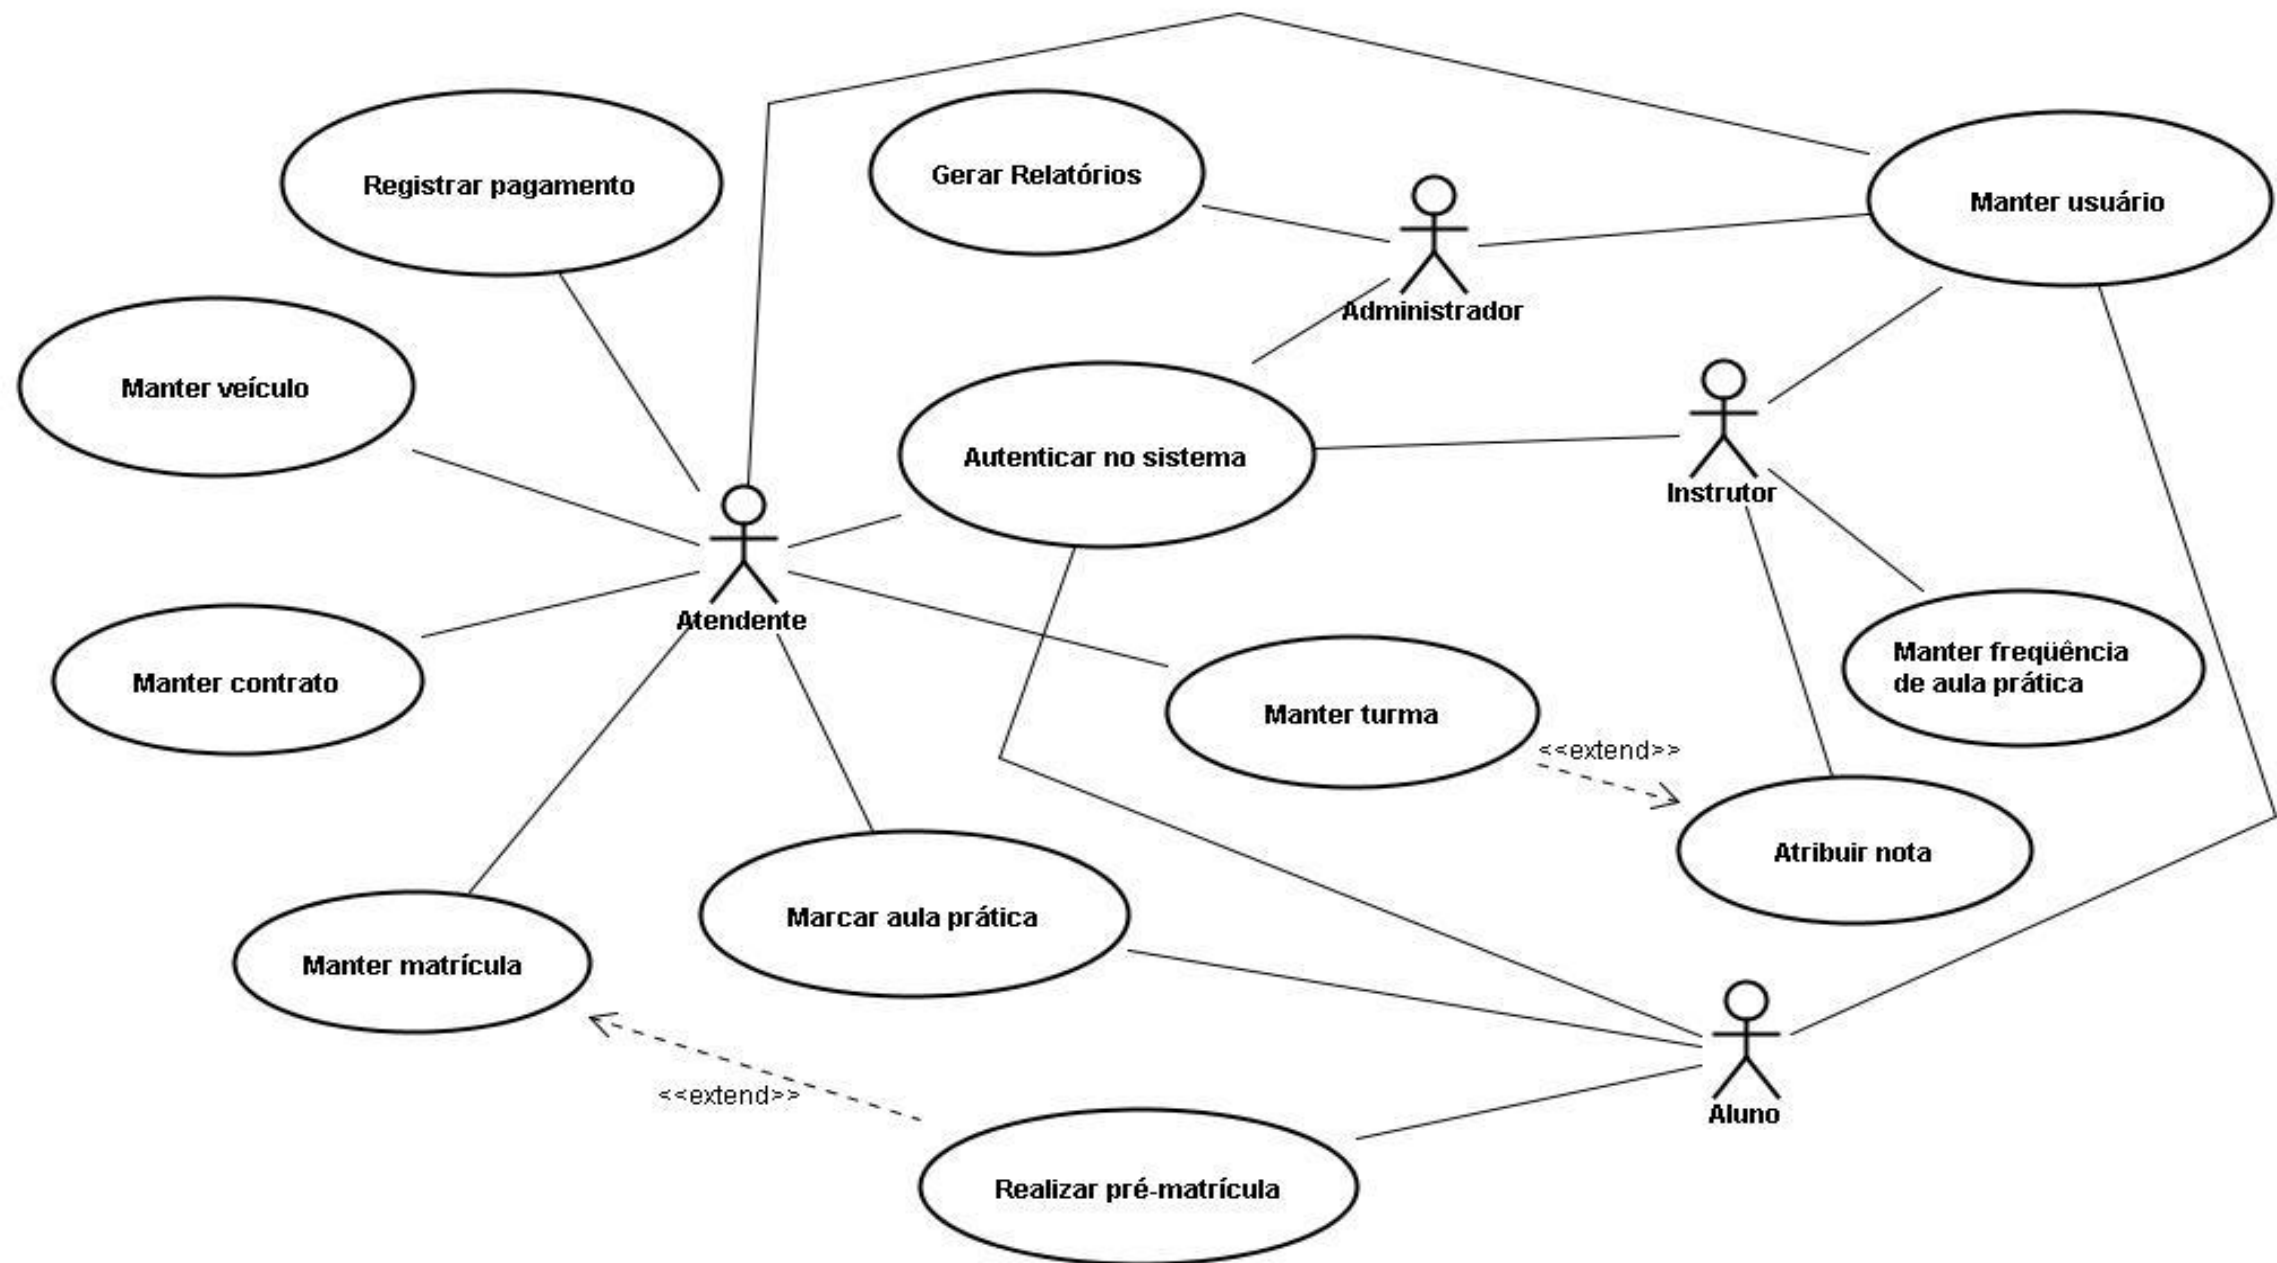 Gerar Relatórios
Registrar pagamento
Manter usuário
Administrador
Manter veículo
Autenticar no sistema
Instrutor
Atendente
Manter freqüência
de aula prática
Manter contrato
Manter turma
<<extend>>
Atribuir nota
Marcar aula prática
Manter matrícula
<<extend>>
Aluno
Realizar pré-matrícula